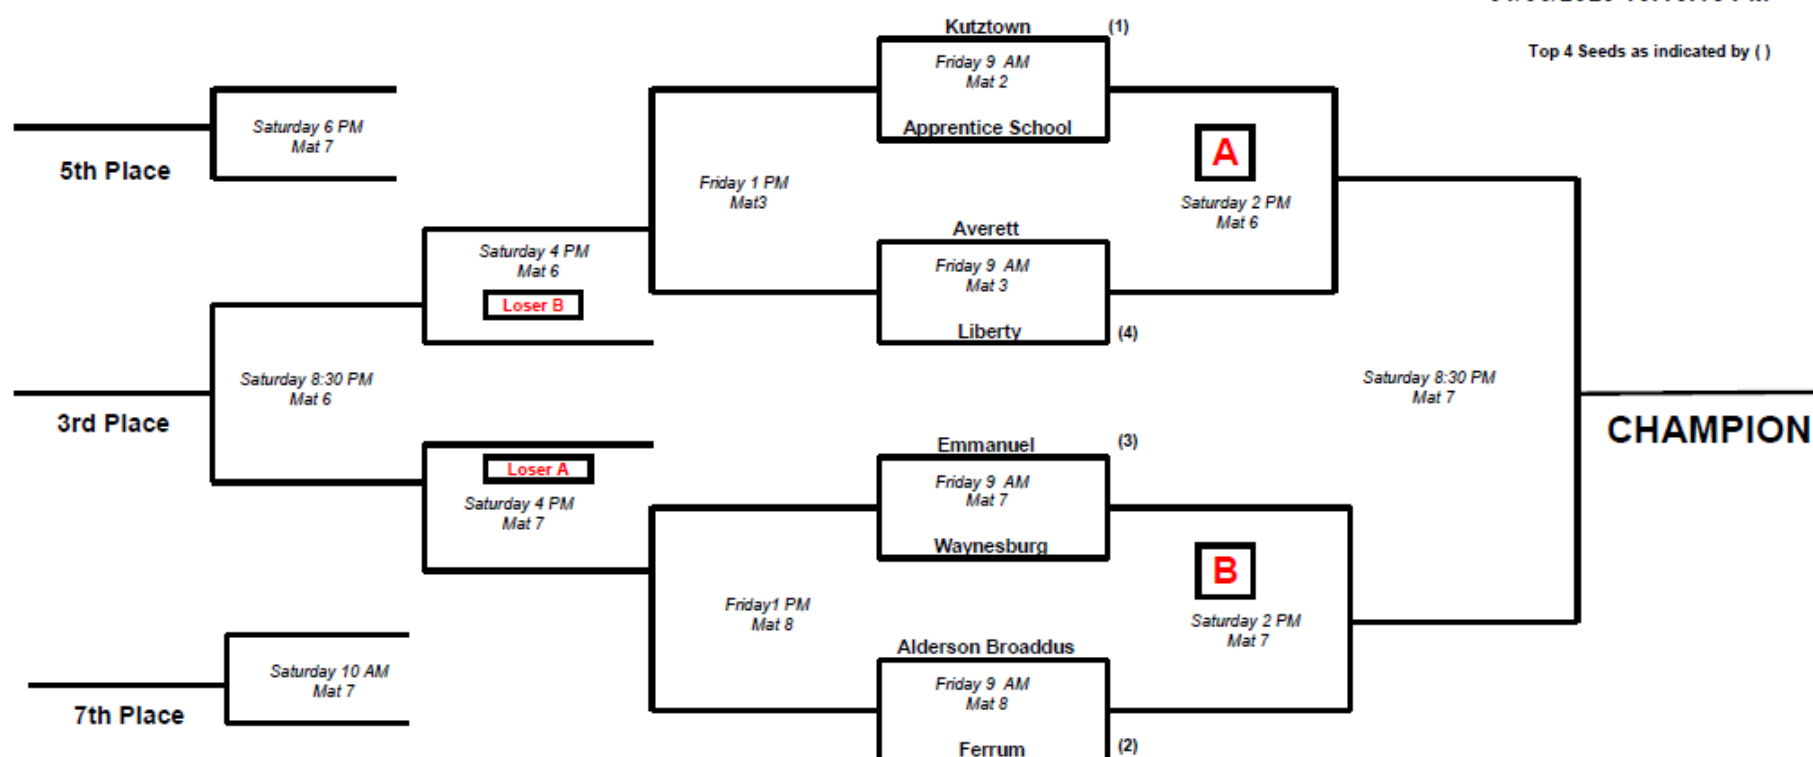 Top 4 Seeds as indicated by ( )
Kutztown (1)
Friday 9 AM
Mat 2
Apprentice School
Saturday 6 PM
Mat 7
5th Place
Friday 1 PM
Mat3
A
Saturday 2 PM
Mat 6
Averett
Friday 9 AM
Mat 3
Liberty (4)
Saturday 4 PM
Mat 6
Loser B
Saturday 8:30 PM
Mat 6
3rd Place
Saturday 8:30 PM
Mat 7
CHAMPION
Emmanuel (3)
Friday 9 AM
Mat 7
Waynesburg
Loser A
Saturday 4 PM
Mat 7
B
Saturday 2 PM
Mat 7
Friday1 PM
Mat 8
Alderson Broaddus
Friday 9 AM
Mat 8
Ferrum (2)
Saturday 10 AM
Mat 7
7th Place